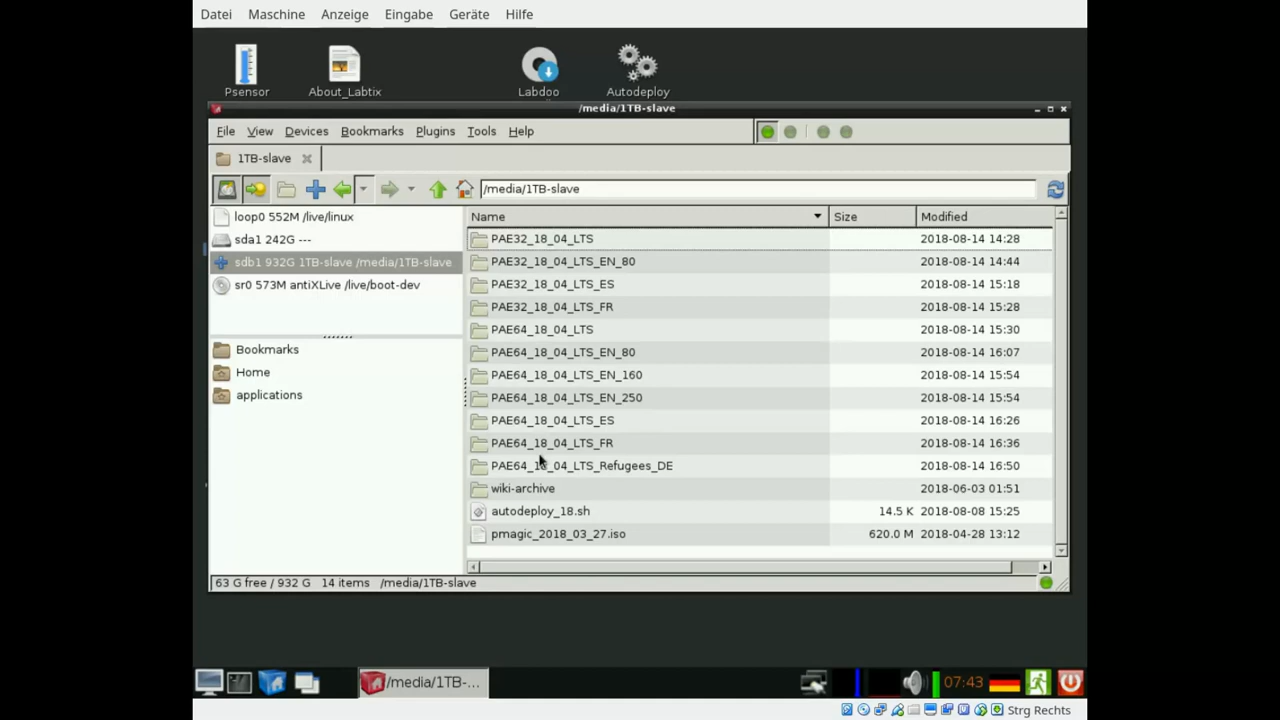 Datei Maschine Anzeige Eingabe Geräte Hilfe
Psensor About_Labtix Labdoo Autodeploy
/media/1TB-slave
File View Devices Bookmarks Plugins Tools Help
1TB-slave
/media/1TB-slave
loop0 552M /live/linux
sda1 242G ---
sdb1 932G 1TB-slave /media/1TB-slave
sr0 573M antiXLive /live/boot-dev
Bookmarks
Home
applications
Name Size Modified
PAE32_18_04_LTS 2018-08-14 14:28
PAE32_18_04_LTS_EN_80 2018-08-14 14:44
PAE32_18_04_LTS_ES 2018-08-14 15:18
PAE32_18_04_LTS_FR 2018-08-14 15:28
PAE64_18_04_LTS 2018-08-14 15:30
PAE64_18_04_LTS_EN_80 2018-08-14 16:07
PAE64_18_04_LTS_EN_160 2018-08-14 15:54
PAE64_18_04_LTS_EN_250 2018-08-14 15:54
PAE64_18_04_LTS_ES 2018-08-14 16:26
PAE64_18_04_LTS_FR 2018-08-14 16:36
PAE64_18_04_LTS_Refugees_DE 2018-08-14 16:50
wiki-archive 2018-06-03 01:51
autodeploy_18.sh 14.5 K 2018-08-08 15:25
pmagic_2018_03_27.iso 620.0 M 2018-04-28 13:12
63 G free / 932 G 14 items /media/1TB-slave
/media/1TB-... 07:43
Strg Rechts